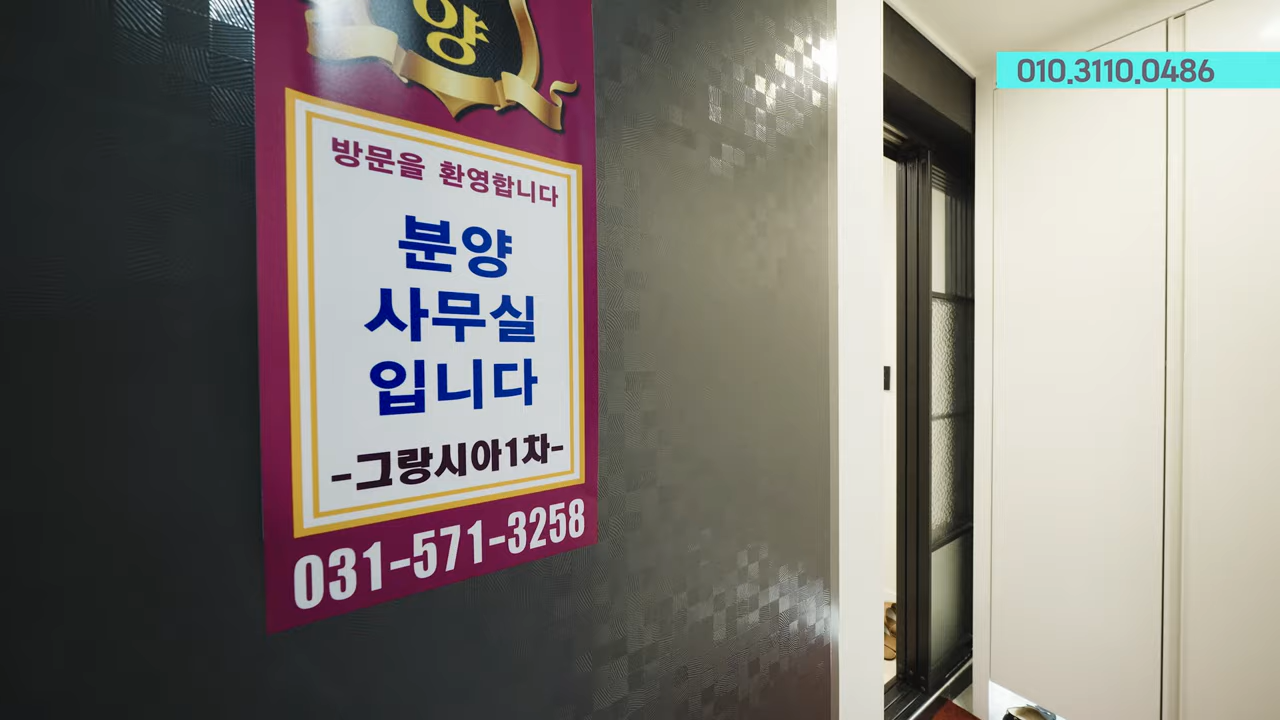 양
방문을 환영합니다
분양
사무실
입니다
-그랑시아1차-
031-571-3258
010.3110.0486